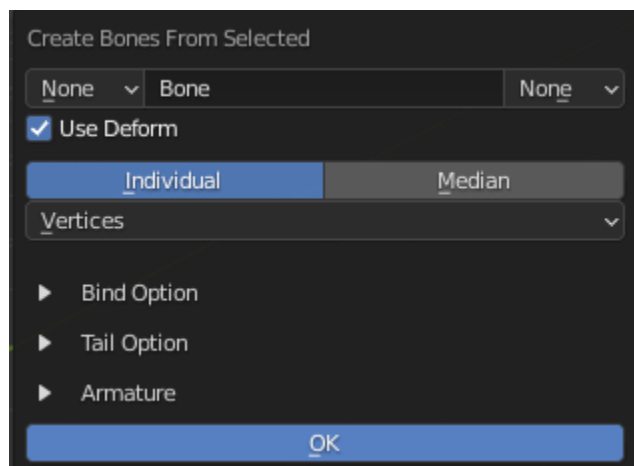 Create Bones From Selected
None Bone None
Use Deform
Individual Median
Vertices
Bind Option
Tail Option
Armature
OK